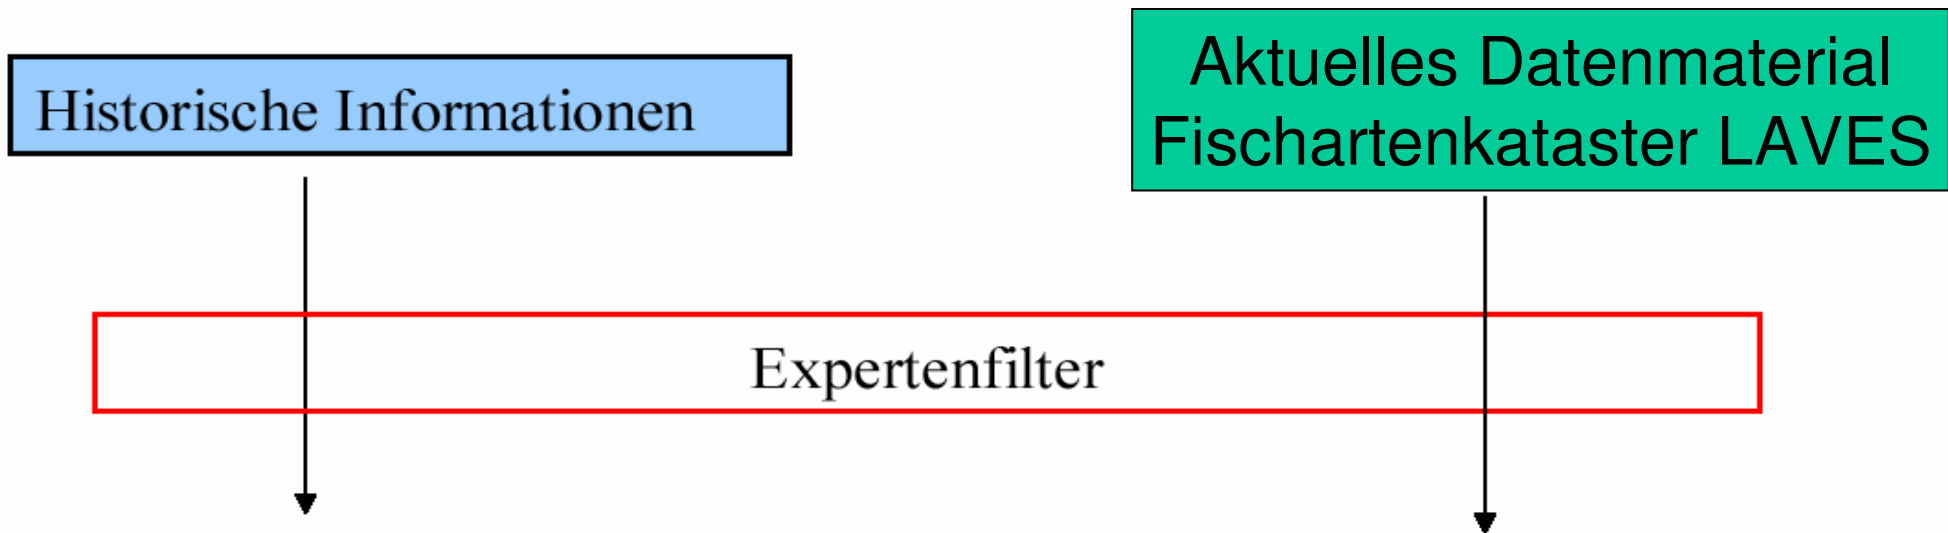 Historische Informationen
Aktuelles Datenmaterial
Fischartenkataster LAVES
Expertenfilter